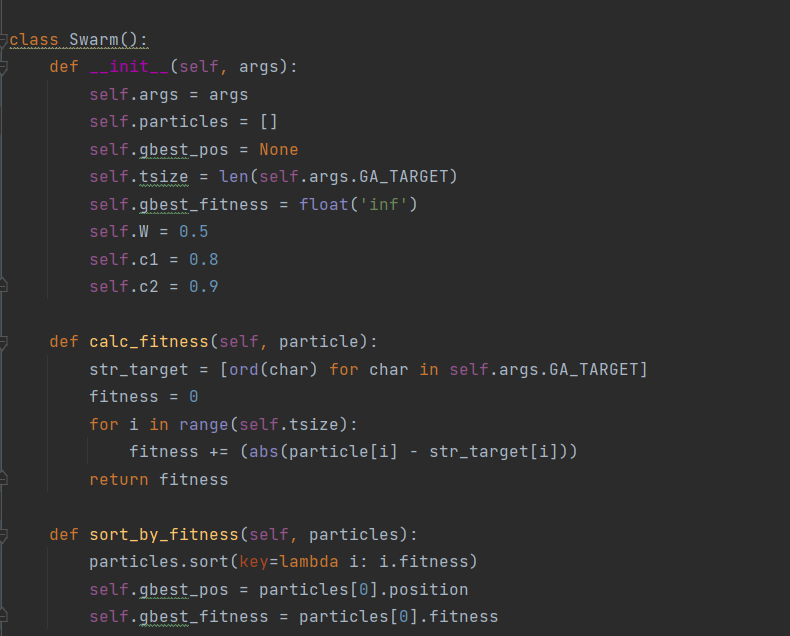 class Swarm():
    def __init__(self, args):
        self.args = args
        self.particles = []
        self.gbest_pos = None
        self.tsize = len(self.args.GA_TARGET)
        self.gbest_fitness = float('inf')
        self.W = 0.5
        self.c1 = 0.8
        self.c2 = 0.9

    def calc_fitness(self, particle):
        str_target = [ord(char) for char in self.args.GA_TARGET]
        fitness = 0
        for i in range(self.tsize):
            fitness += (abs(particle[i] - str_target[i]))
        return fitness

    def sort_by_fitness(self, particles):
        particles.sort(key=lambda i: i.fitness)
        self.gbest_pos = particles[0].position
        self.gbest_fitness = particles[0].fitness